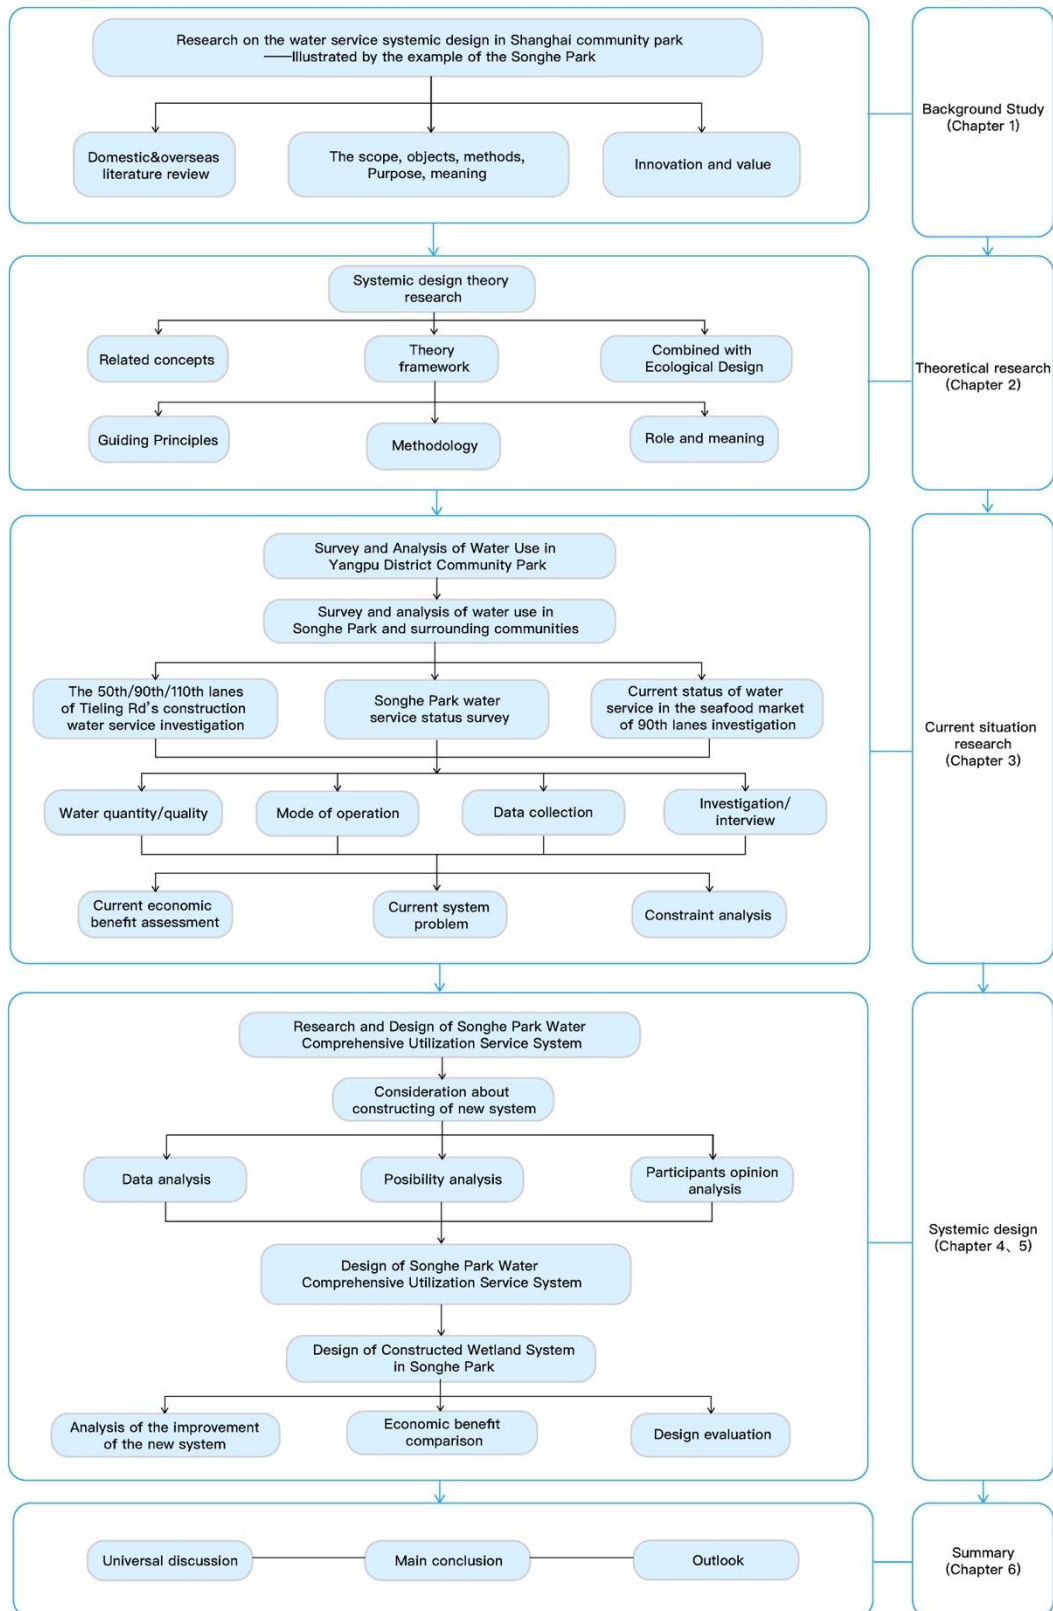 Research on the water service systemic design in Shanghai community park
——Illustrated by the example of the Songhe Park
Domestic&overseas
literature review
The scope, objects, methods,
Purpose, meaning
Innovation and value
Background Study
(Chapter 1)
Systemic design theory
research
Related concepts
Theory
framework
Combined with
Ecological Design
Guiding Principles
Methodology
Role and meaning
Theoretical research
(Chapter 2)
Survey and Analysis of Water Use in
Yangpu District Community Park
Survey and analysis of water use in
Songhe Park and surrounding communities
The 50th/90th/110th lanes
of Tieling Rd's construction
water service investigation
Songhe Park water
service status survey
Current status of water
service in the seafood market
of 90th lanes investigation
Water quantity/quality
Mode of operation
Data collection
Investigation/
interview
Current economic
benefit assessment
Current system
problem
Constraint analysis
Current situation
research
(Chapter 3)
Research and Design of Songhe Park Water
Comprehensive Utilization Service System
Consideration about
constructing of new system
Data analysis
Posibility analysis
Participants opinion
analysis
Design of Songhe Park Water
Comprehensive Utilization Service System
Design of Constructed Wetland System
in Songhe Park
Analysis of the improvement
of the new system
Economic benefit
comparison
Design evaluation
Systemic design
(Chapter 4、5)
Universal discussion
Main conclusion
Outlook
Summary
(Chapter 6)